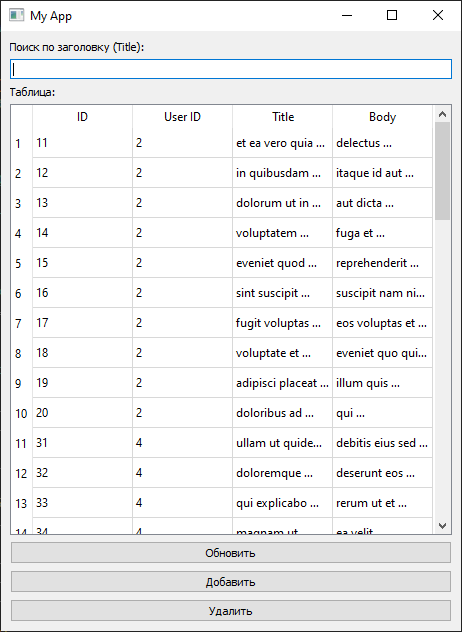 My App
Поиск по заголовку (Title):
Таблица:
ID User ID Title Body
1 11 2 et ea vero quia ... delectus ...
2 12 2 in quibusdam ... itaque id aut ...
3 13 2 dolorum ut in ... aut dicta ...
4 14 2 voluptatem ... fuga et ...
5 15 2 eveniet quod ... reprehenderit ...
6 16 2 sint suscipit ... suscipit nam ni...
7 17 2 fugit voluptas ... eos voluptas et ...
8 18 2 voluptate et ... eveniet quo qui...
9 19 2 adipisci placeat ... illum quis ...
10 20 2 doloribus ad ... qui ...
11 31 4 ullam ut quide... debitis eius sed ...
12 32 4 doloremque ... deserunt eos ...
13 33 4 qui explicabo ... rerum ut et ...
14 34 4 magnam ut ... ea velit ...
Обновить
Добавить
Удалить